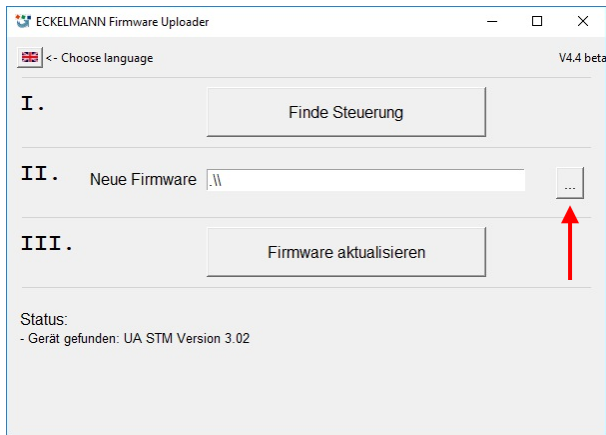 ECKELMANN Firmware Uploader
<- Choose language V4.4 beta
I. Finde Steuerung
II. Neue Firmware .\\ ...
III. Firmware aktualisieren
Status:
- Gerät gefunden: UA STM Version 3.02